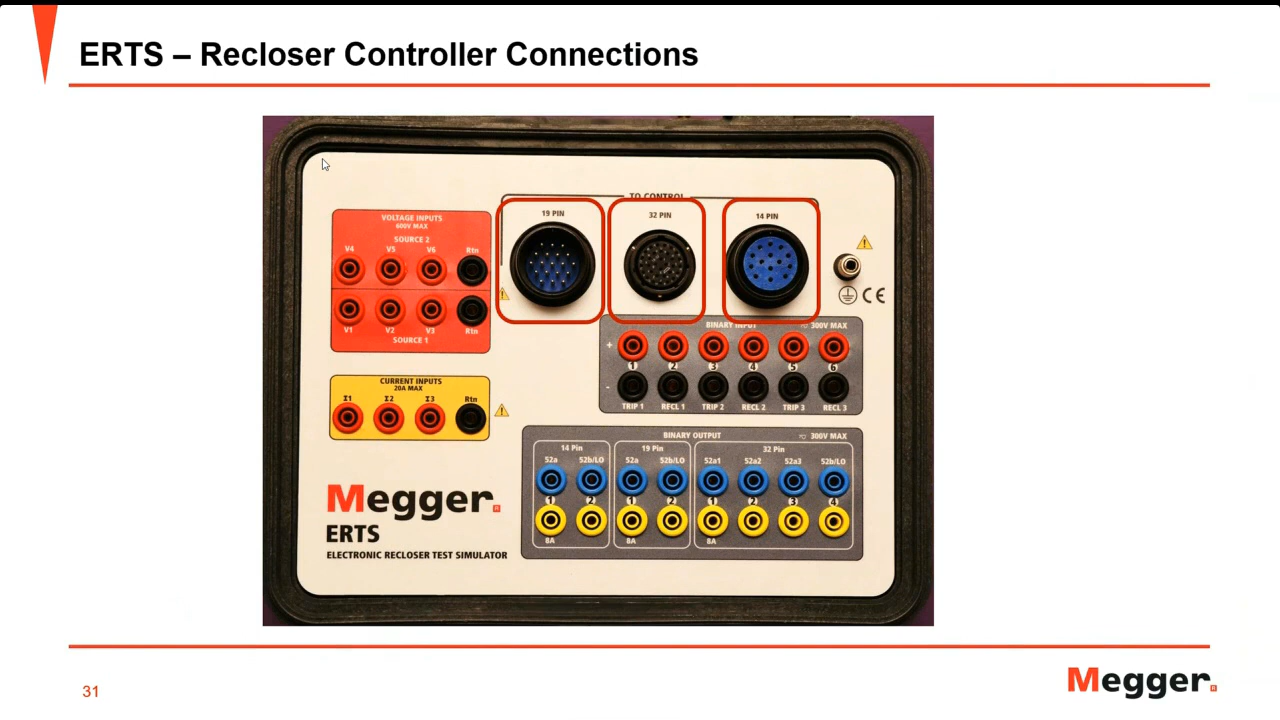 ERTS – Recloser Controller Connections
TO CONTROL
19 PIN
32 PIN
14 PIN
VOLTAGE INPUTS
600V MAX
SOURCE 2
V4 V5 V6 Rtn
V1 V2 V3 Rtn
SOURCE 1
CE
BINARY INPUT
300V MAX
+
1 2 3 4 5 6
-
TRIP 1 RECL 1 TRIP 2 RECL 2 TRIP 3 RECL 3
CURRENT INPUTS
20A MAX
I1 I2 I3 Rtn
BINARY OUTPUT
300V MAX
14 Pin 19 Pin 32 Pin
52a 52b/LO 52a 52b/LO 52a1 52a2 52a3 52b/LO
1 2 1 2 1 2 3 4
8A 8A 8A
Megger
ERTS
ELECTRONIC RECLOSER TEST SIMULATOR
31
Megger